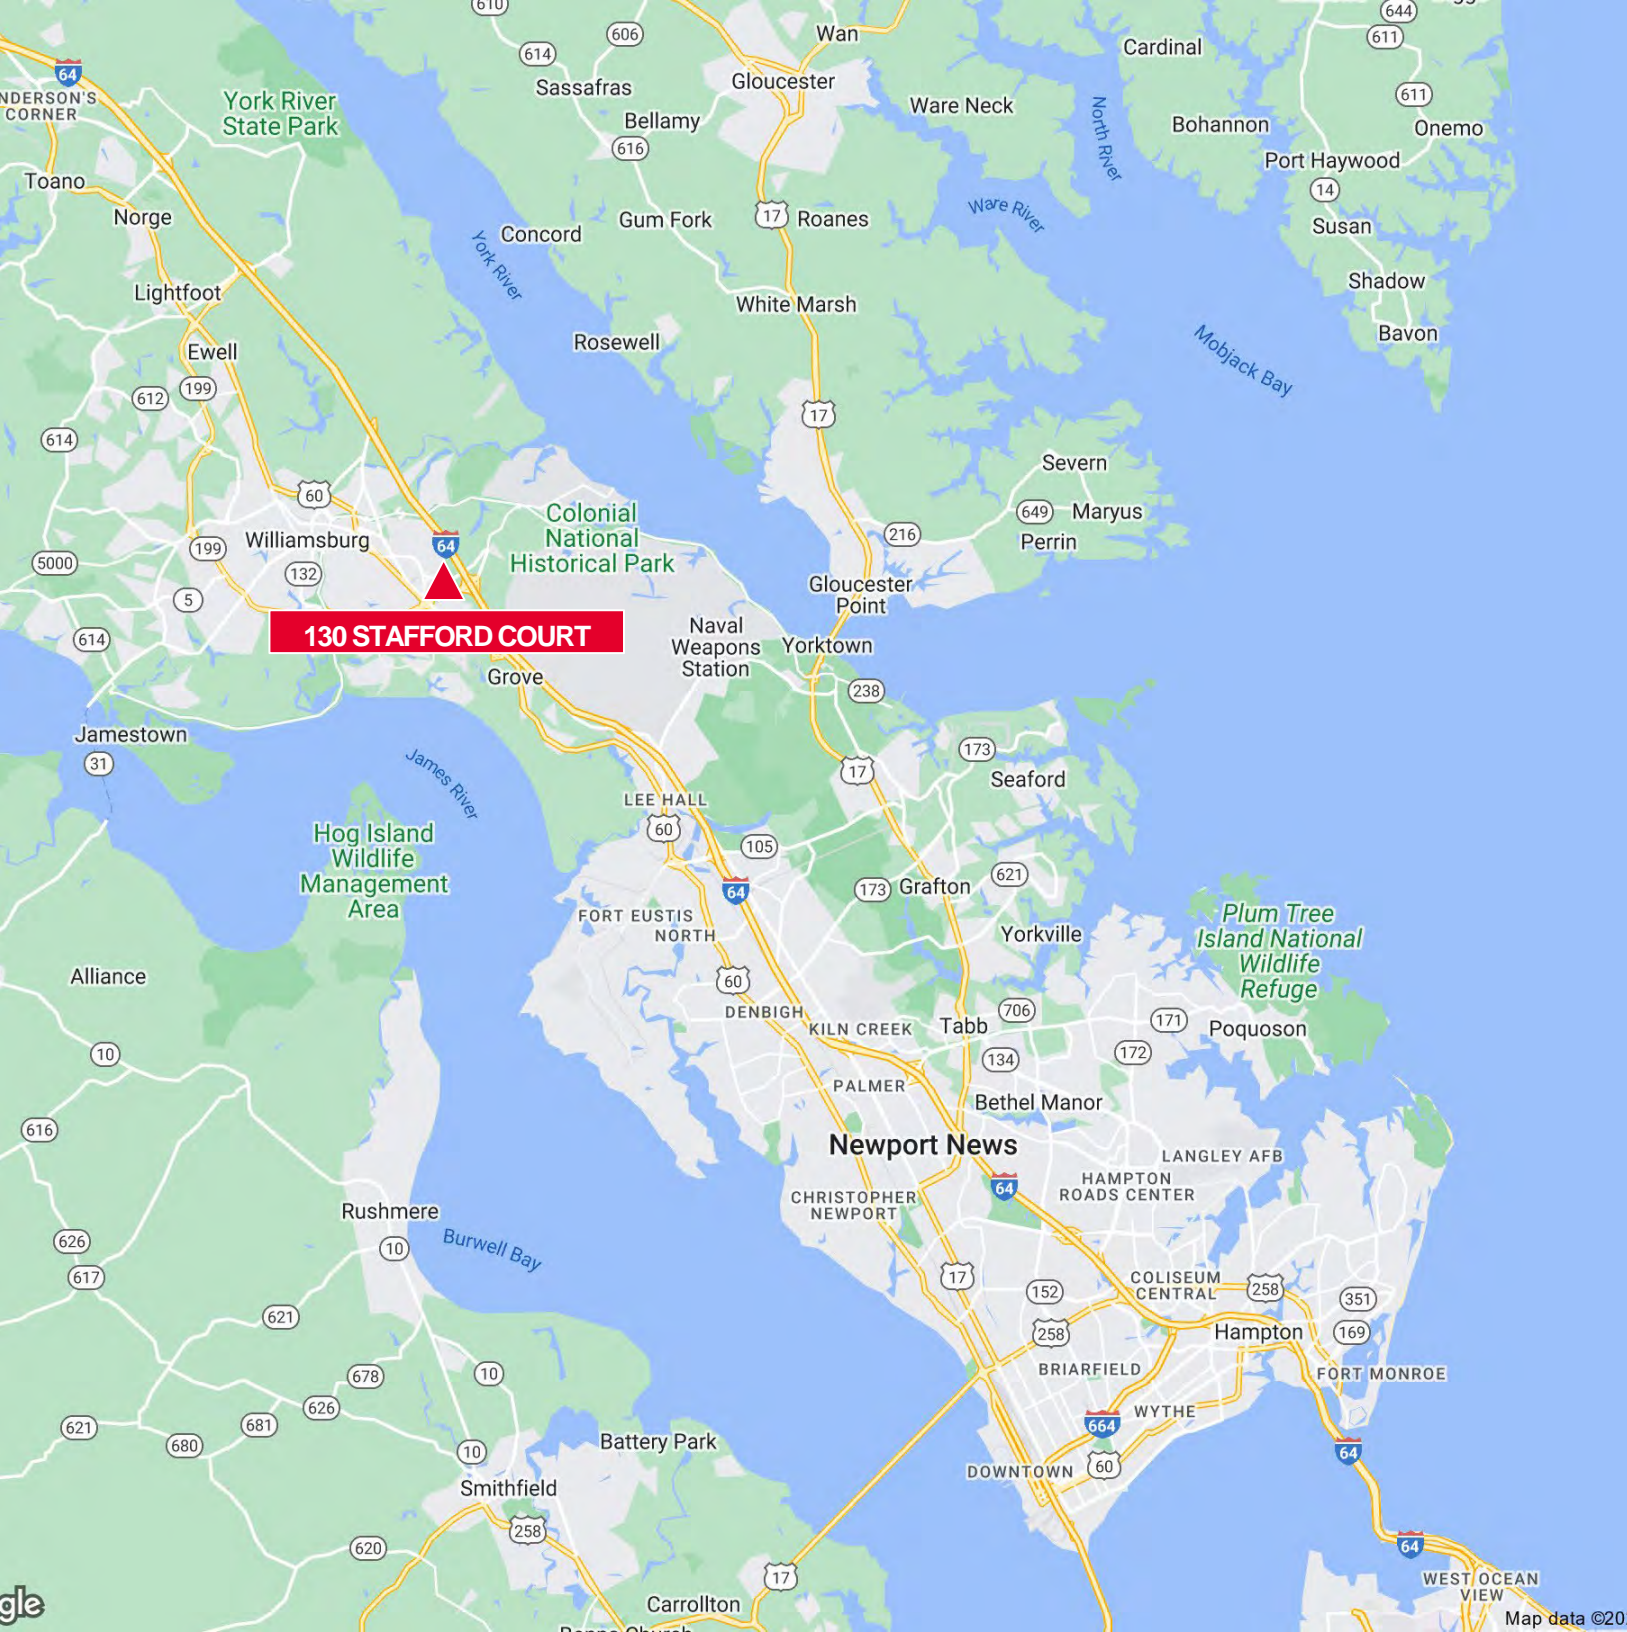 610
606
Wan
644
611
614
Cardinal
64
Sassafras
Gloucester
NDERSON'S
CORNER
York River
State Park
Bellamy
Ware Neck
North River
611
Bohannon
Onemo
616
Port Haywood
Toano
14
Norge
Gum Fork
17
Roanes
Ware River
Susan
Concord
York River
Lightfoot
White Marsh
Shadow
Rosewell
Mobjack Bay
Bavon
Ewell
612
199
17
614
Severn
60
Colonial
National
Historical Park
649
Maryus
Williamsburg
64
216
Perrin
199
5000
132
Gloucester
Point
5
130 STAFFORD COURT
614
Naval
Weapons
Station
Yorktown
Grove
238
Jamestown
31
James River
173
17
Seaford
LEE HALL
60
Hog Island
Wildlife
Management
Area
105
64
173
Grafton
621
FORT EUSTIS
NORTH
Yorkville
Plum Tree
Island National
Wildlife
Refuge
Alliance
60
DENBIGH
KILN CREEK
Tabb
706
171
Poquoson
10
134
172
PALMER
Bethel Manor
616
Newport News
LANGLEY AFB
64
HAMPTON
ROADS CENTER
CHRISTOPHER
NEWPORT
Rushmere
626
10
Burwell Bay
617
17
152
COLISEUM
CENTRAL
258
351
621
258
Hampton
169
678
10
BRIARFIELD
FORT MONROE
626
664
WYTHE
621
681
680
10
Battery Park
64
DOWNTOWN
60
Smithfield
258
620
64
17
WEST OCEAN
VIEW
gle
Carrollton
Map data ©20